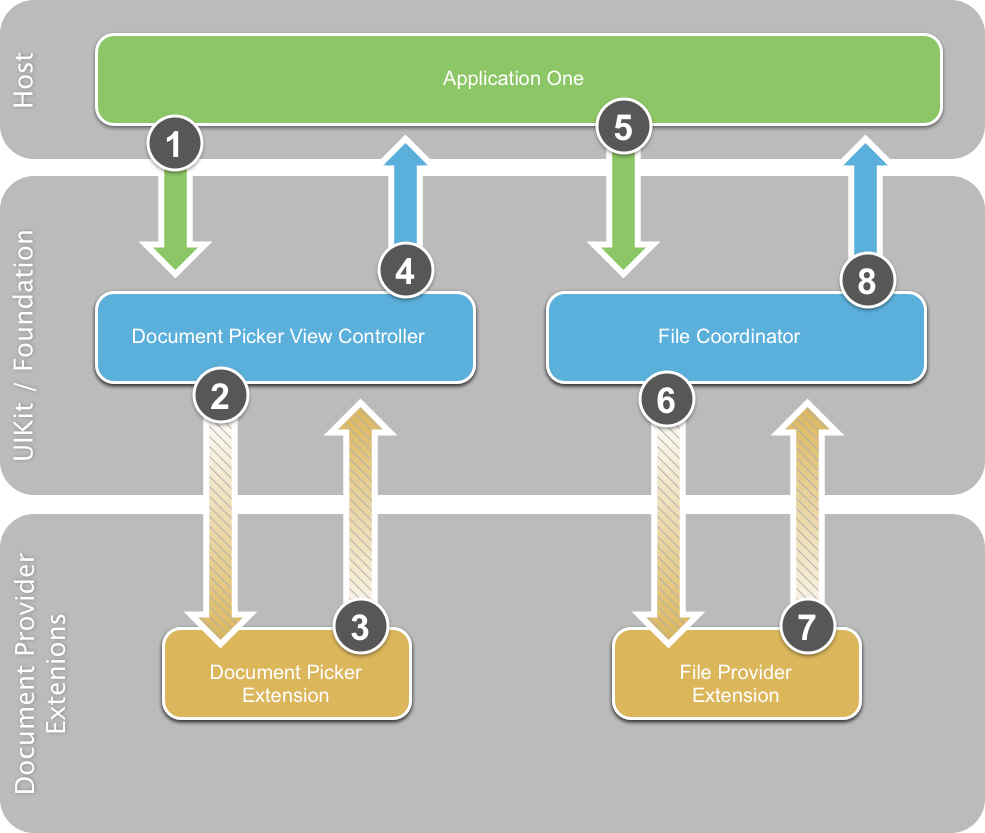 Host
Application One
1
5
4
8
UIKit / Foundation
Document Picker View Controller
File Coordinator
2
6
3
7
Document Provider
Extenions
Document Picker
Extension
File Provider
Extension